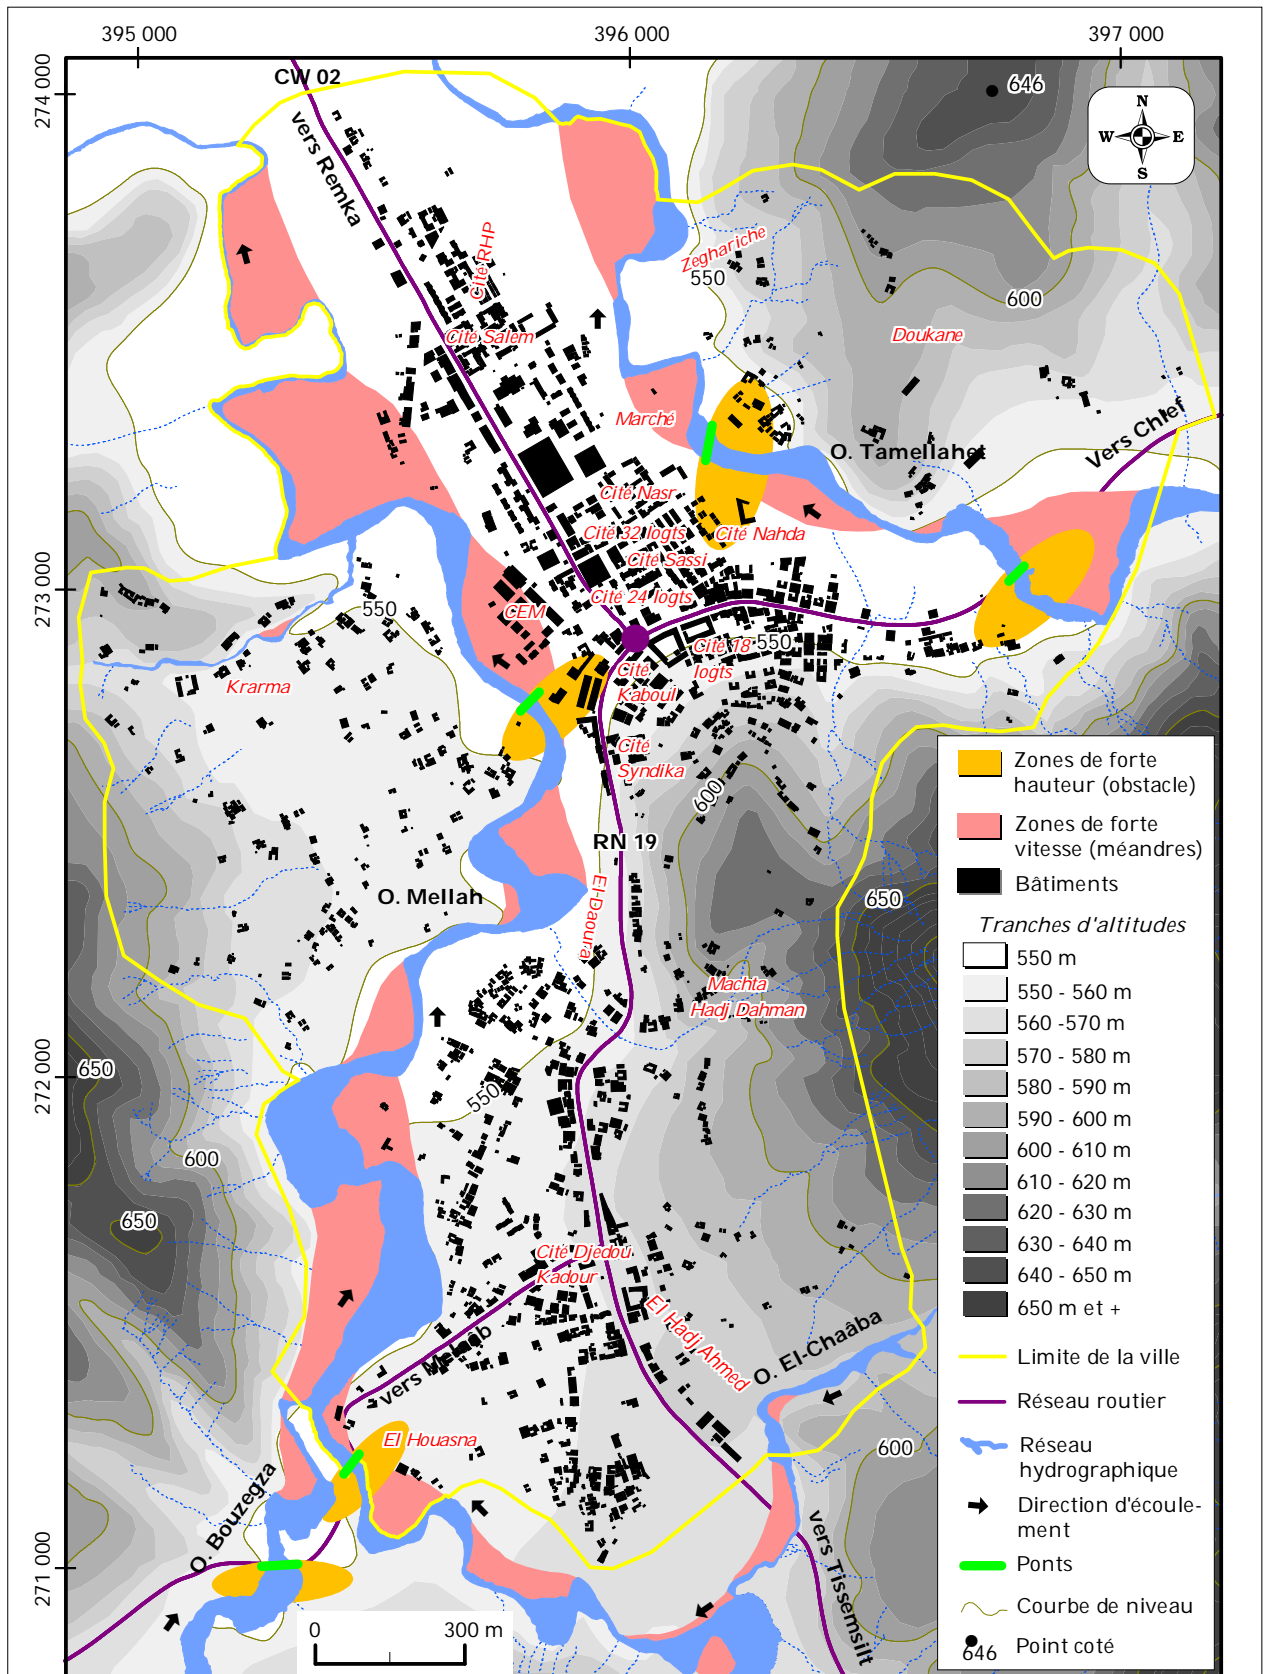 395 000
396 000
397 000
274 000
273 000
272 000
271 000
CW 02
vers Remka
646
N
W
E
S
Cité RHP
Zeghariche
550
600
Cité Salem
Doukane
Marché
Vers Chlef
O. Tamellahet
Cité Nasr
Cité 32 logts
Cité Nahda
Cité Sassi
Cité 24 logts
CEM
550
550
Cité 18
logts
Cité
Kaboul
Krarma
Cité
Syndika
600
RN 19
O. Mellah
650
El-Daoura
Machta
Hadj Dahman
650
550
600
650
Cité Djedou
Kadour
El Hadj Ahmed
O. El-Chaâba
vers Melaâb
El Houasna
600
O. Bouzegza
vers Tissemsilt
0
300 m
Zones de forte
hauteur (obstacle)
Zones de forte
vitesse (méandres)
Bâtiments
Tranches d'altitudes
550 m
550 - 560 m
560 -570 m
570 - 580 m
580 - 590 m
590 - 600 m
600 - 610 m
610 - 620 m
620 - 630 m
630 - 640 m
640 - 650 m
650 m et +
Limite de la ville
Réseau routier
Réseau
hydrographique
Direction d'écoule-
ment
Ponts
Courbe de niveau
646
Point coté